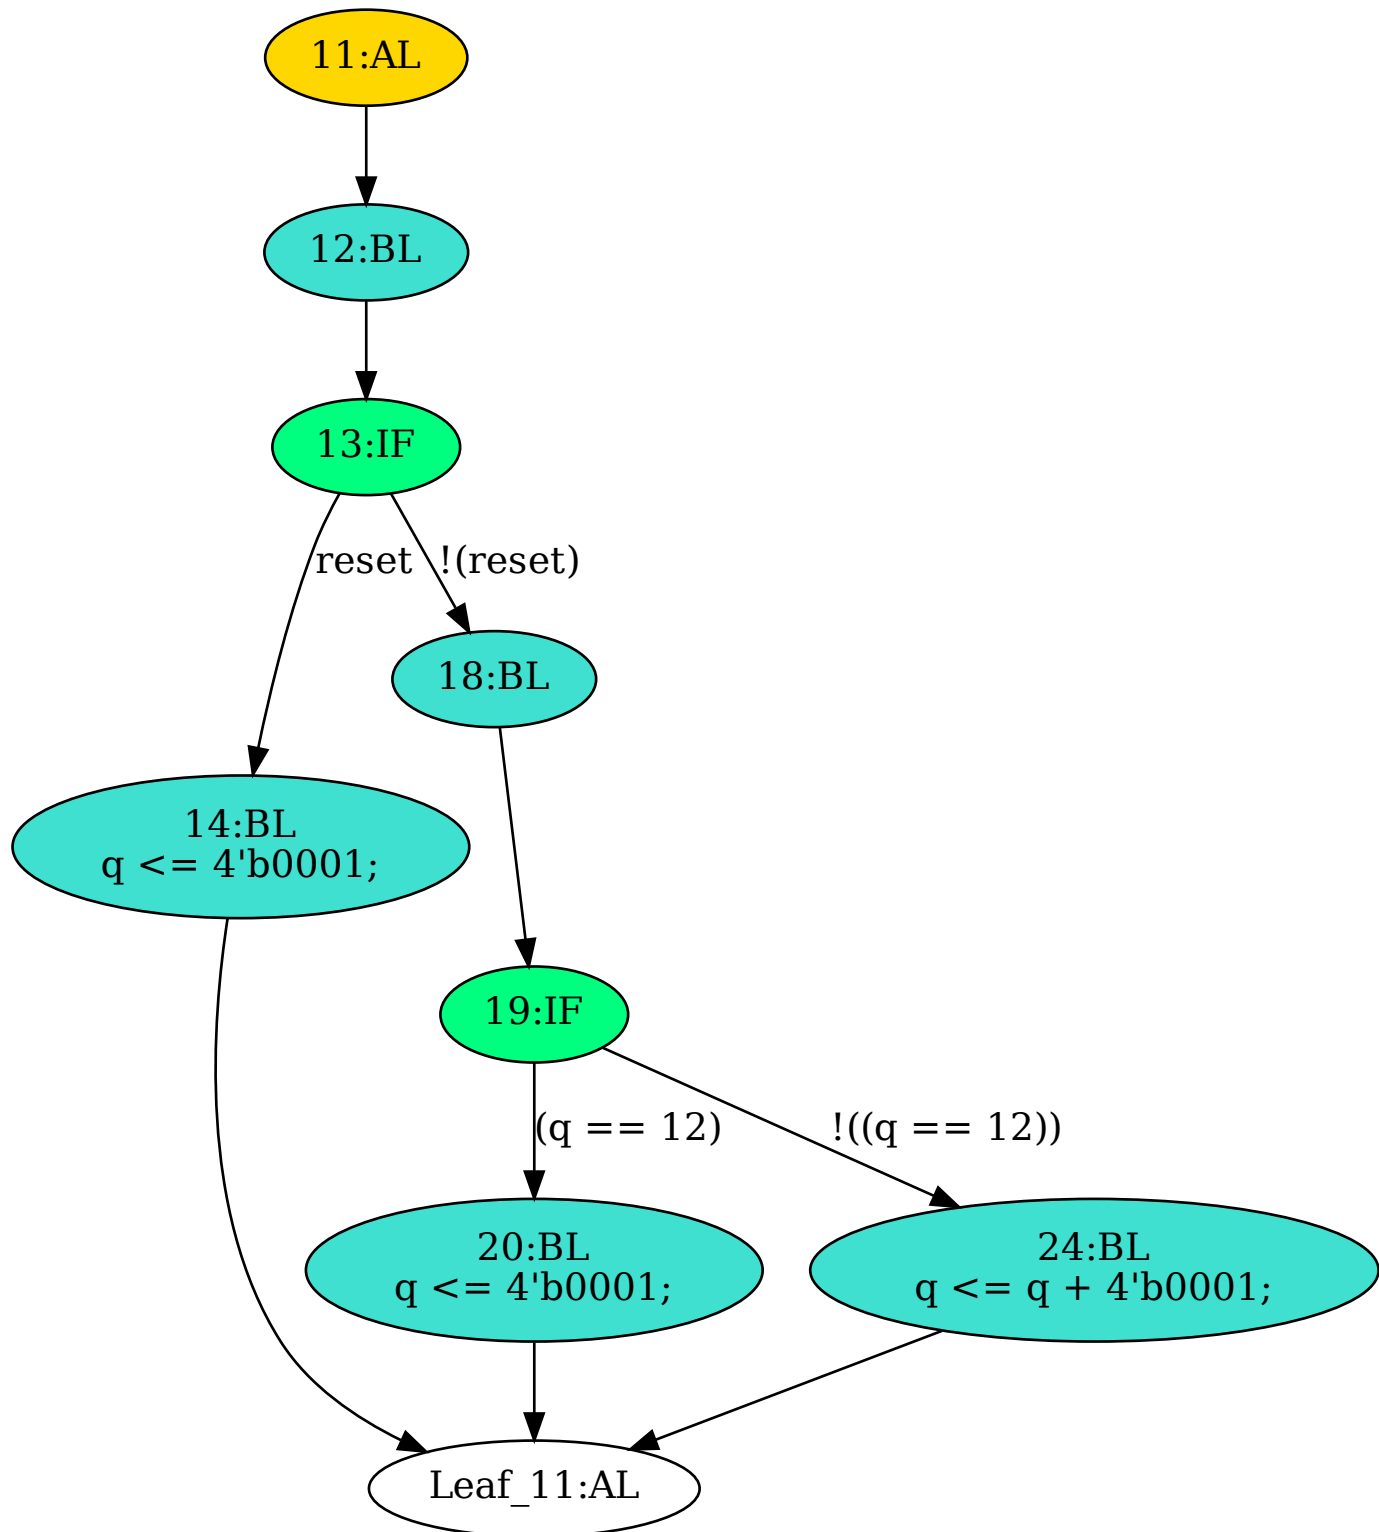 11:AL
12:BL
13:IF
reset
!(reset)
18:BL
14:BL
q <= 4'b0001;
19:IF
(q == 12)
!((q == 12))
20:BL
q <= 4'b0001;
24:BL
q <= q + 4'b0001;
Leaf_11:AL